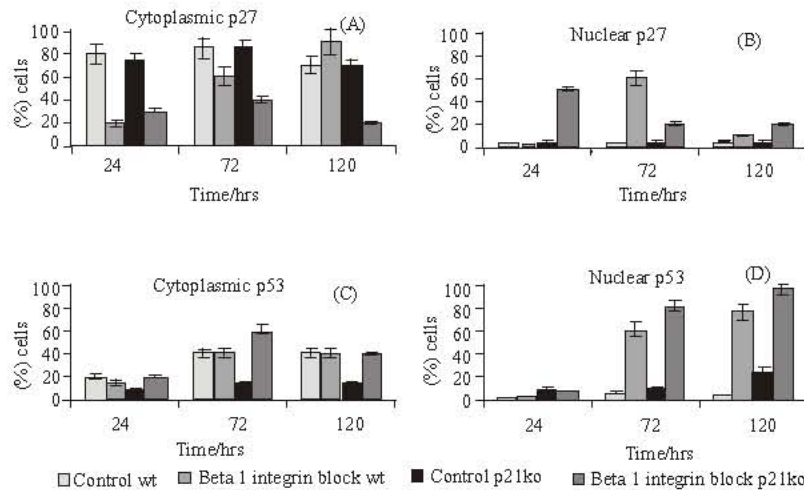 Cytoplasmic p27 (A)
100
80
60
40
20
0
(%) cells
24 72 120
Time/hrs
Nuclear p27 (B)
100
80
60
40
20
0
(%) cells
24 72 120
Time/hrs
Cytoplasmic p53 (C)
100
80
60
40
20
0
(%) cells
24 72 120
Time/hrs
Nuclear p53 (D)
100
80
60
40
20
0
(%) cells
24 72 120
Time/hrs
Control wt Beta 1 integrin block wt Control p21ko Beta 1 integrin block p21ko